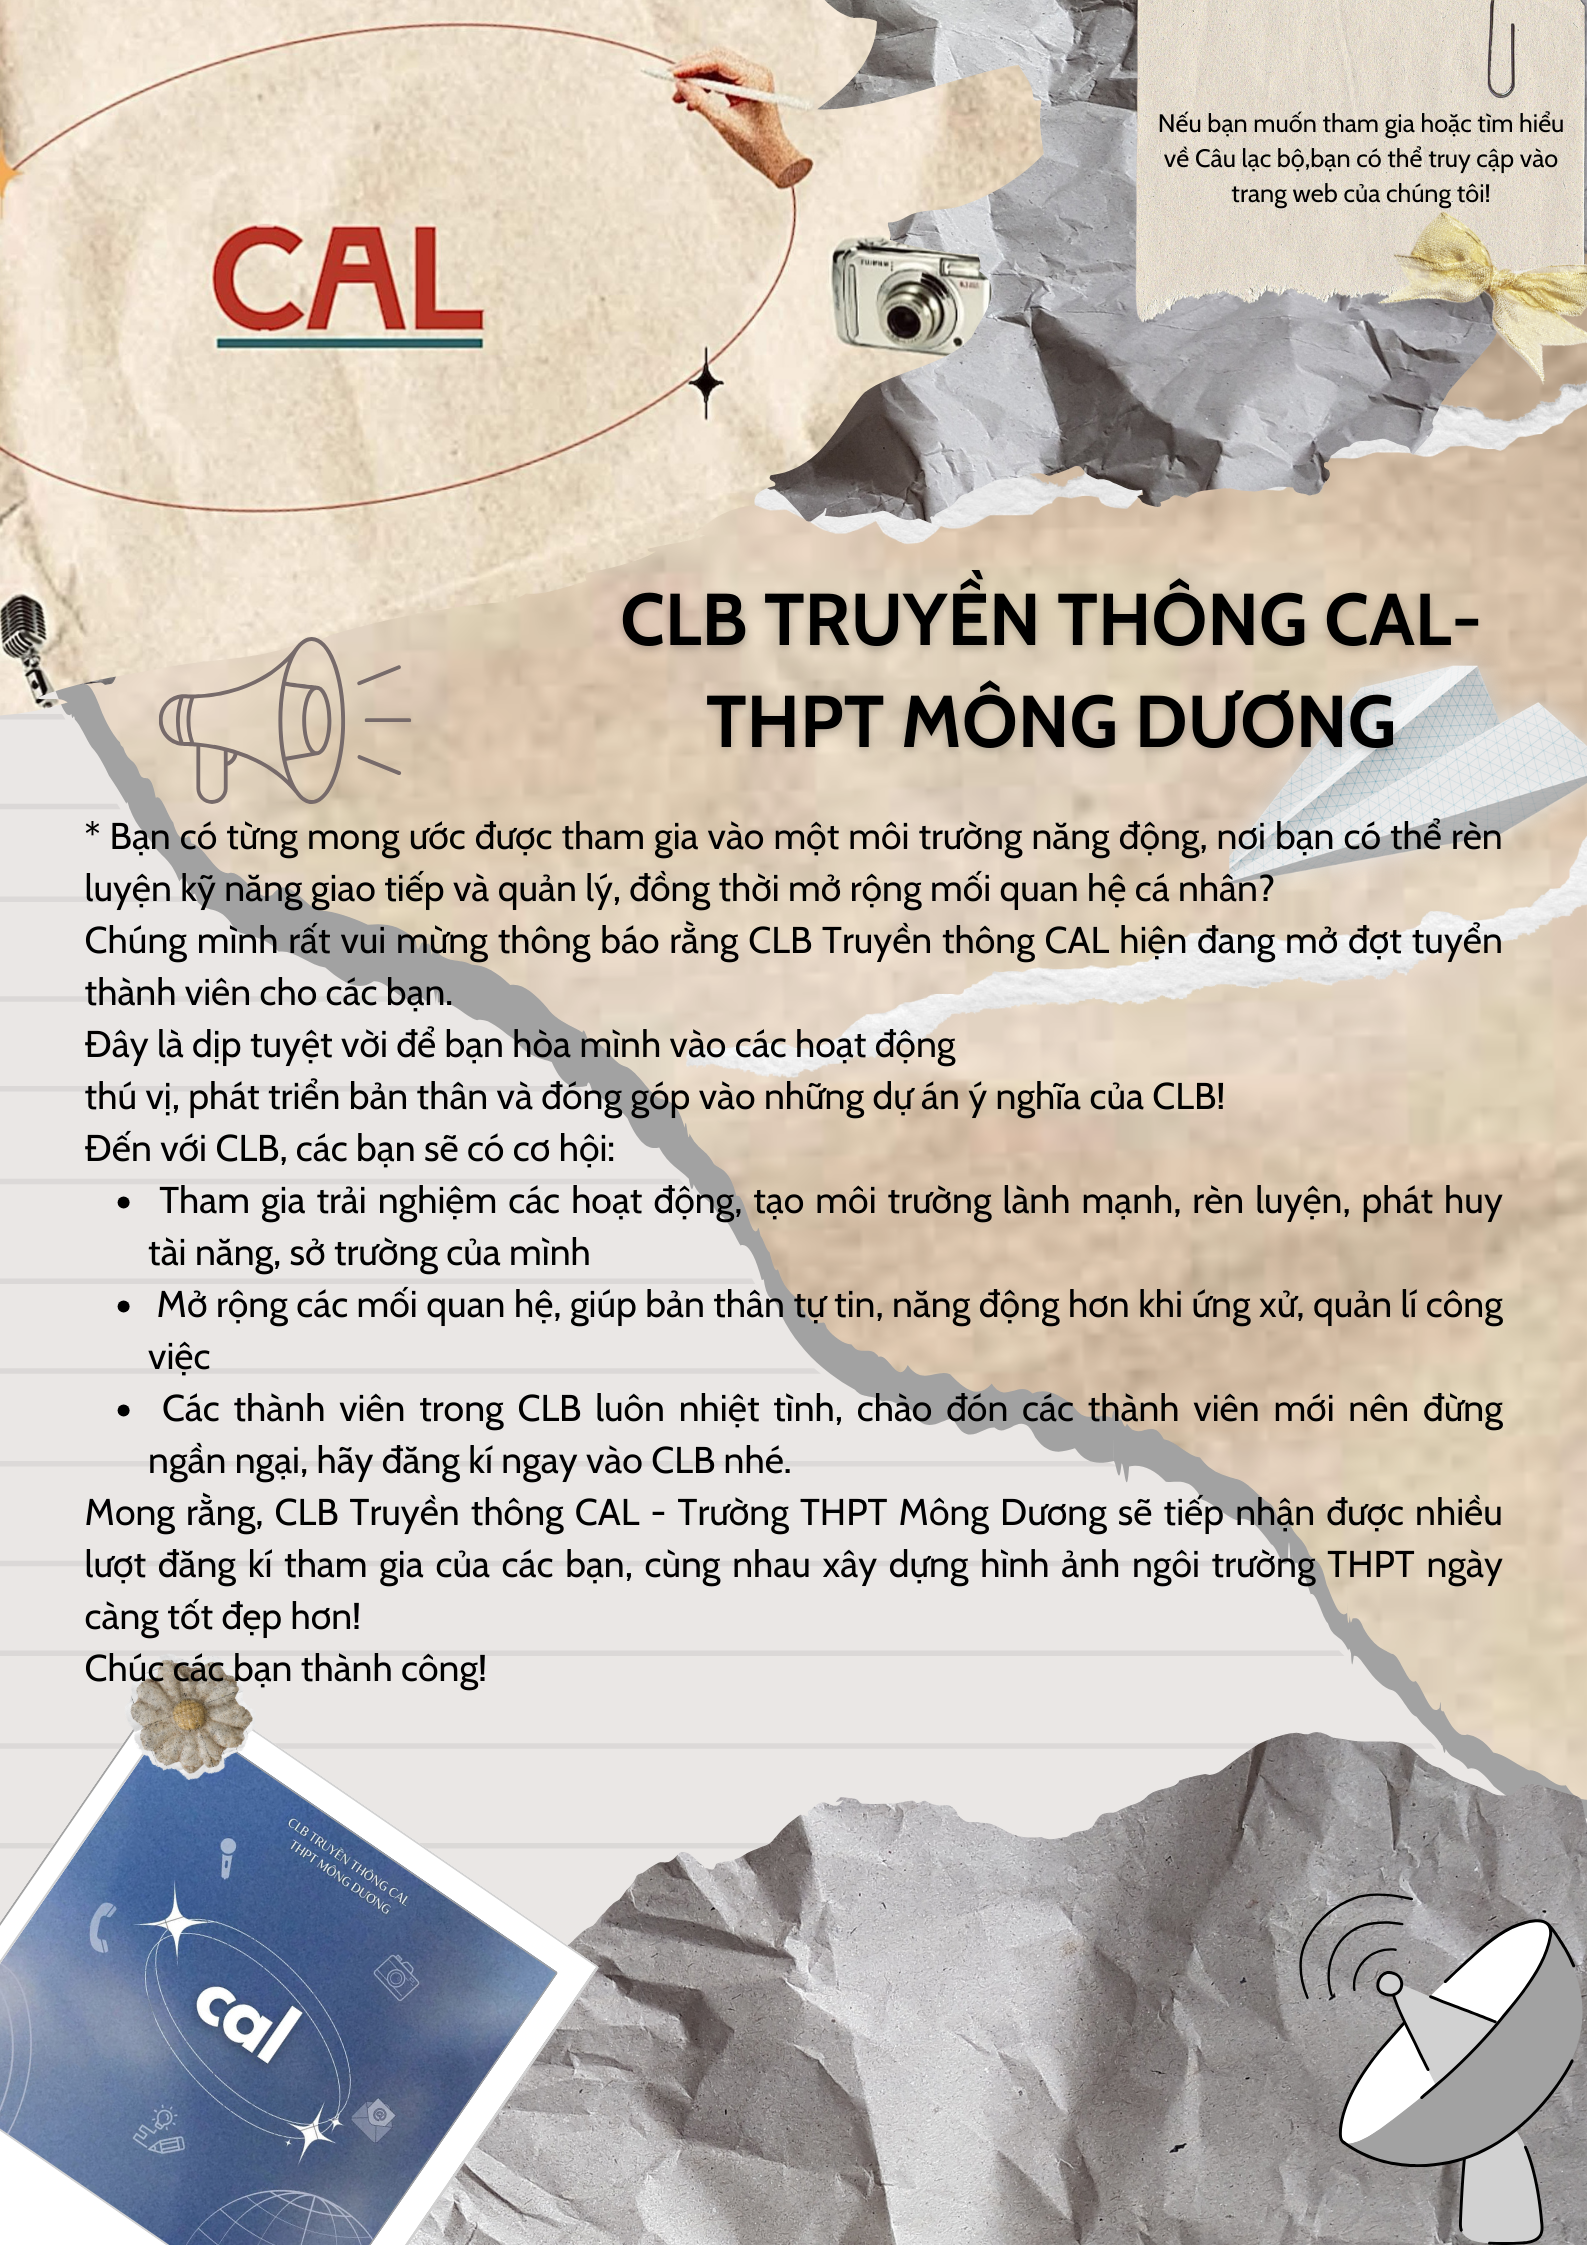 Nếu bạn muốn tham gia hoặc tìm hiểu
về Câu lạc bộ,bạn có thể truy cập vào
trang web của chúng tôi!
CAL
CLB TRUYỀN THÔNG CAL-
THPT MÔNG DƯƠNG
* Bạn có từng mong ước được tham gia vào một môi trường năng động, nơi bạn có thể rèn
luyện kỹ năng giao tiếp và quản lý, đồng thời mở rộng mối quan hệ cá nhân?
Chúng mình rất vui mừng thông báo rằng CLB Truyền thông CAL hiện đang mở đợt tuyển
thành viên cho các bạn.
Đây là dịp tuyệt vời để bạn hòa mình vào các hoạt động
thú vị, phát triển bản thân và đóng góp vào những dự án ý nghĩa của CLB!
Đến với CLB, các bạn sẽ có cơ hội:
• Tham gia trải nghiệm các hoạt động, tạo môi trường lành mạnh, rèn luyện, phát huy
tài năng, sở trường của mình
• Mở rộng các mối quan hệ, giúp bản thân tự tin, năng động hơn khi ứng xử, quản lí công
việc
• Các thành viên trong CLB luôn nhiệt tình, chào đón các thành viên mới nên đừng
ngần ngại, hãy đăng kí ngay vào CLB nhé.
Mong rằng, CLB Truyền thông CAL - Trường THPT Mông Dương sẽ tiếp nhận được nhiều
lượt đăng kí tham gia của các bạn, cùng nhau xây dựng hình ảnh ngôi trường THPT ngày
càng tốt đẹp hơn!
Chúc các bạn thành công!
CLB TRUYỀN THÔNG CAL
THPT MÔNG DƯƠNG
cal